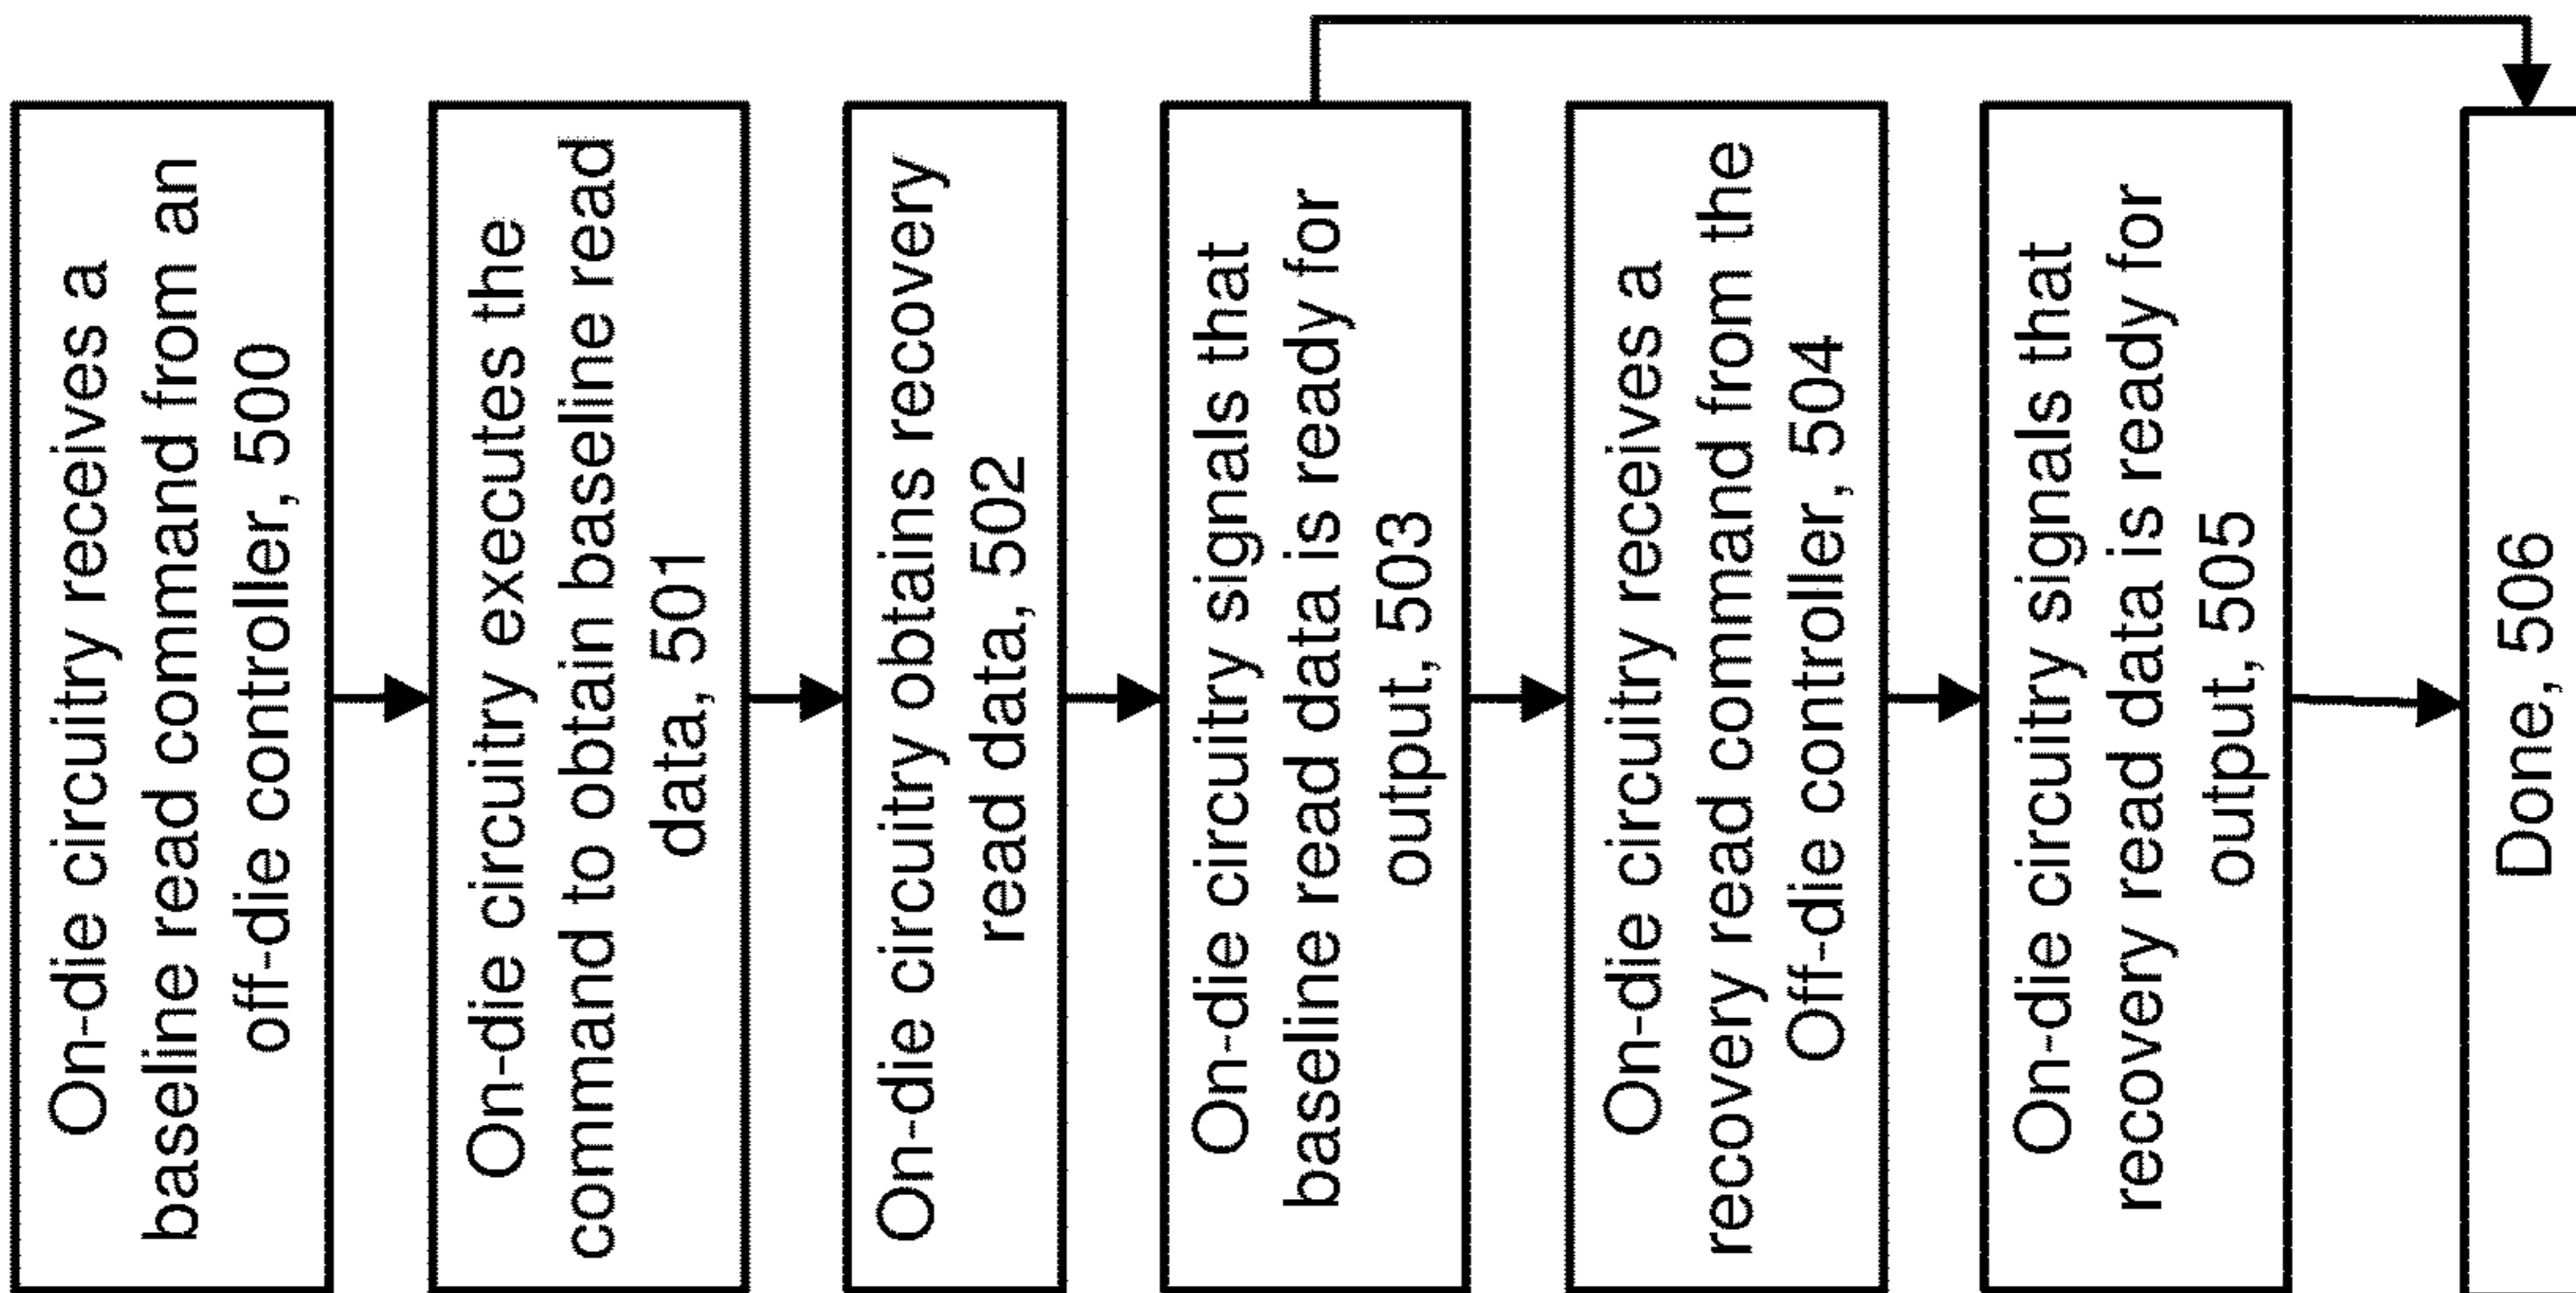 On-die circuitry receives a
baseline read command from an
off-die controller, 500
On-die circuitry executes the
command to obtain baseline read
data, 501
On-die circuitry obtains recovery
read data, 502
On-die circuitry signals that
baseline read data is ready for
output, 503
On-die circuitry receives a
recovery read command from the
Off-die controller, 504
On-die circuitry signals that
recovery read data is ready for
output, 505
Done, 506